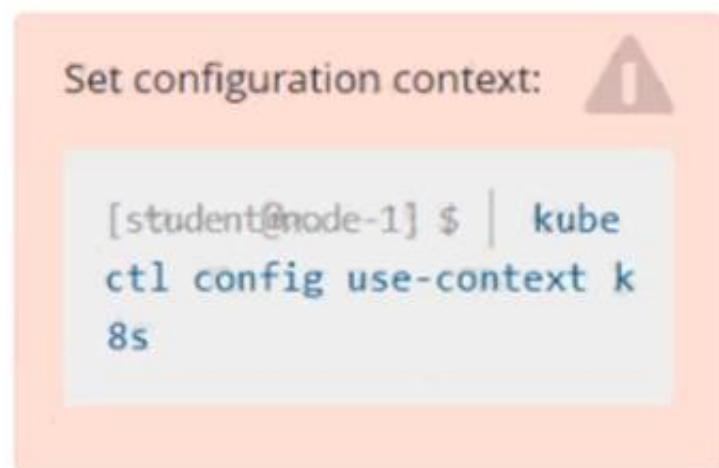 Set configuration context:
[student@node-1] $ | kube
ctl config use-context k
8s